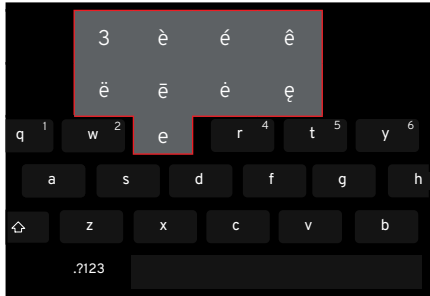 3 è é ê
ë ē ė ę
q 1 w 2 e r 4 t 5 y 6
a s d f g h
z x c v b
.?123